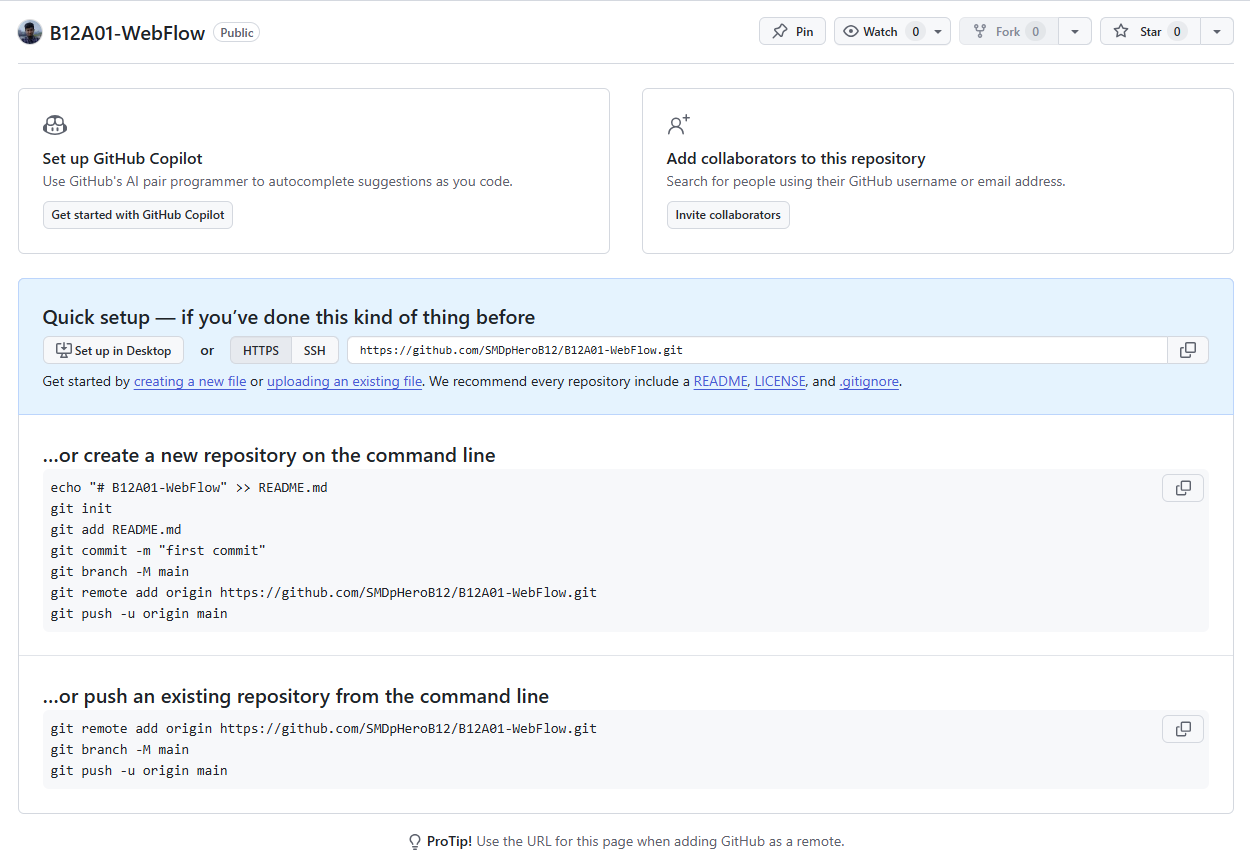 B12A01-WebFlow Public Pin Watch 0 Fork 0 Star 0
Set up GitHub Copilot
Use GitHub's AI pair programmer to autocomplete suggestions as you code.
Get started with GitHub Copilot
Add collaborators to this repository
Search for people using their GitHub username or email address.
Invite collaborators
Quick setup — if you’ve done this kind of thing before
Set up in Desktop or HTTPS SSH https://github.com/SMDpHeroB12/B12A01-WebFlow.git
Get started by creating a new file or uploading an existing file. We recommend every repository include a README, LICENSE, and .gitignore.
…or create a new repository on the command line
echo "# B12A01-WebFlow" >> README.md
git init
git add README.md
git commit -m "first commit"
git branch -M main
git remote add origin https://github.com/SMDpHeroB12/B12A01-WebFlow.git
git push -u origin main
…or push an existing repository from the command line
git remote add origin https://github.com/SMDpHeroB12/B12A01-WebFlow.git
git branch -M main
git push -u origin main
ProTip! Use the URL for this page when adding GitHub as a remote.